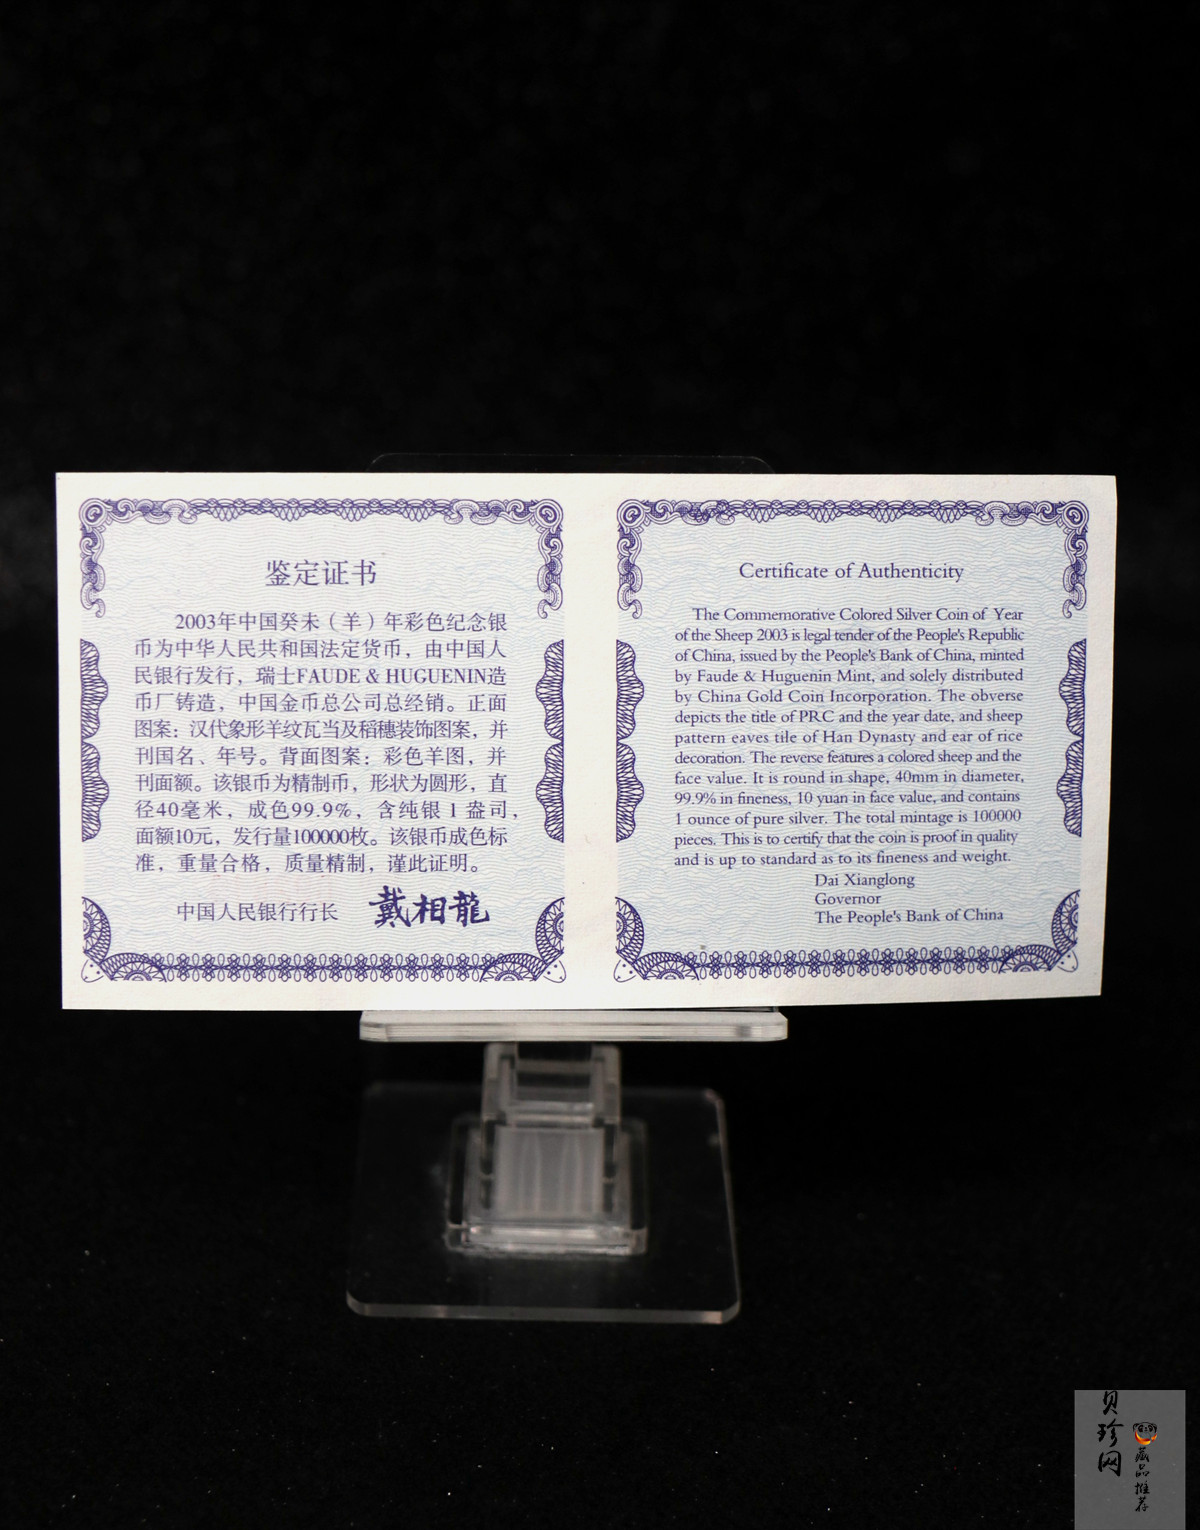 鉴定证书
2003年中国癸未（羊）年彩色纪念银
币为中华人民共和国法定货币，由中国人
民银行发行，瑞士FAUDE & HUGUENIN造
币厂铸造，中国金币总公司总经销。正面
图案：汉代象形羊纹瓦当及稻穗装饰图案，并
刊国名、年号。背面图案：彩色羊图，并
刊面额。该银币为精制币，形状为圆形，直
径40毫米，成色99.9%，含纯银1盎司，
面额10元，发行量100000枚。该银币成色标
准，重量合格，质量精制，谨此证明。
中国人民银行行长 戴相龍
Certificate of Authenticity
The Commemorative Colored Silver Coin of Year
of the Sheep 2003 is legal tender of the People's Republic
of China, issued by the People's Bank of China, minted
by Faude & Huguenin Mint, and solely distributed
by China Gold Coin Incorporation. The obverse
depicts the title of PRC and the year date, and sheep
pattern eaves tile of Han Dynasty and ear of rice
decoration. The reverse features a colored sheep and the
face value. It is round in shape, 40mm in diameter,
99.9% in fineness, 10 yuan in face value, and contains
1 ounce of pure silver. The total mintage is 100000
pieces. This is to certify that the coin is proof in quality
and is up to standard as to its fineness and weight.
Dai Xianglong
Governor
The People's Bank of China
贝珍网
藏品推荐